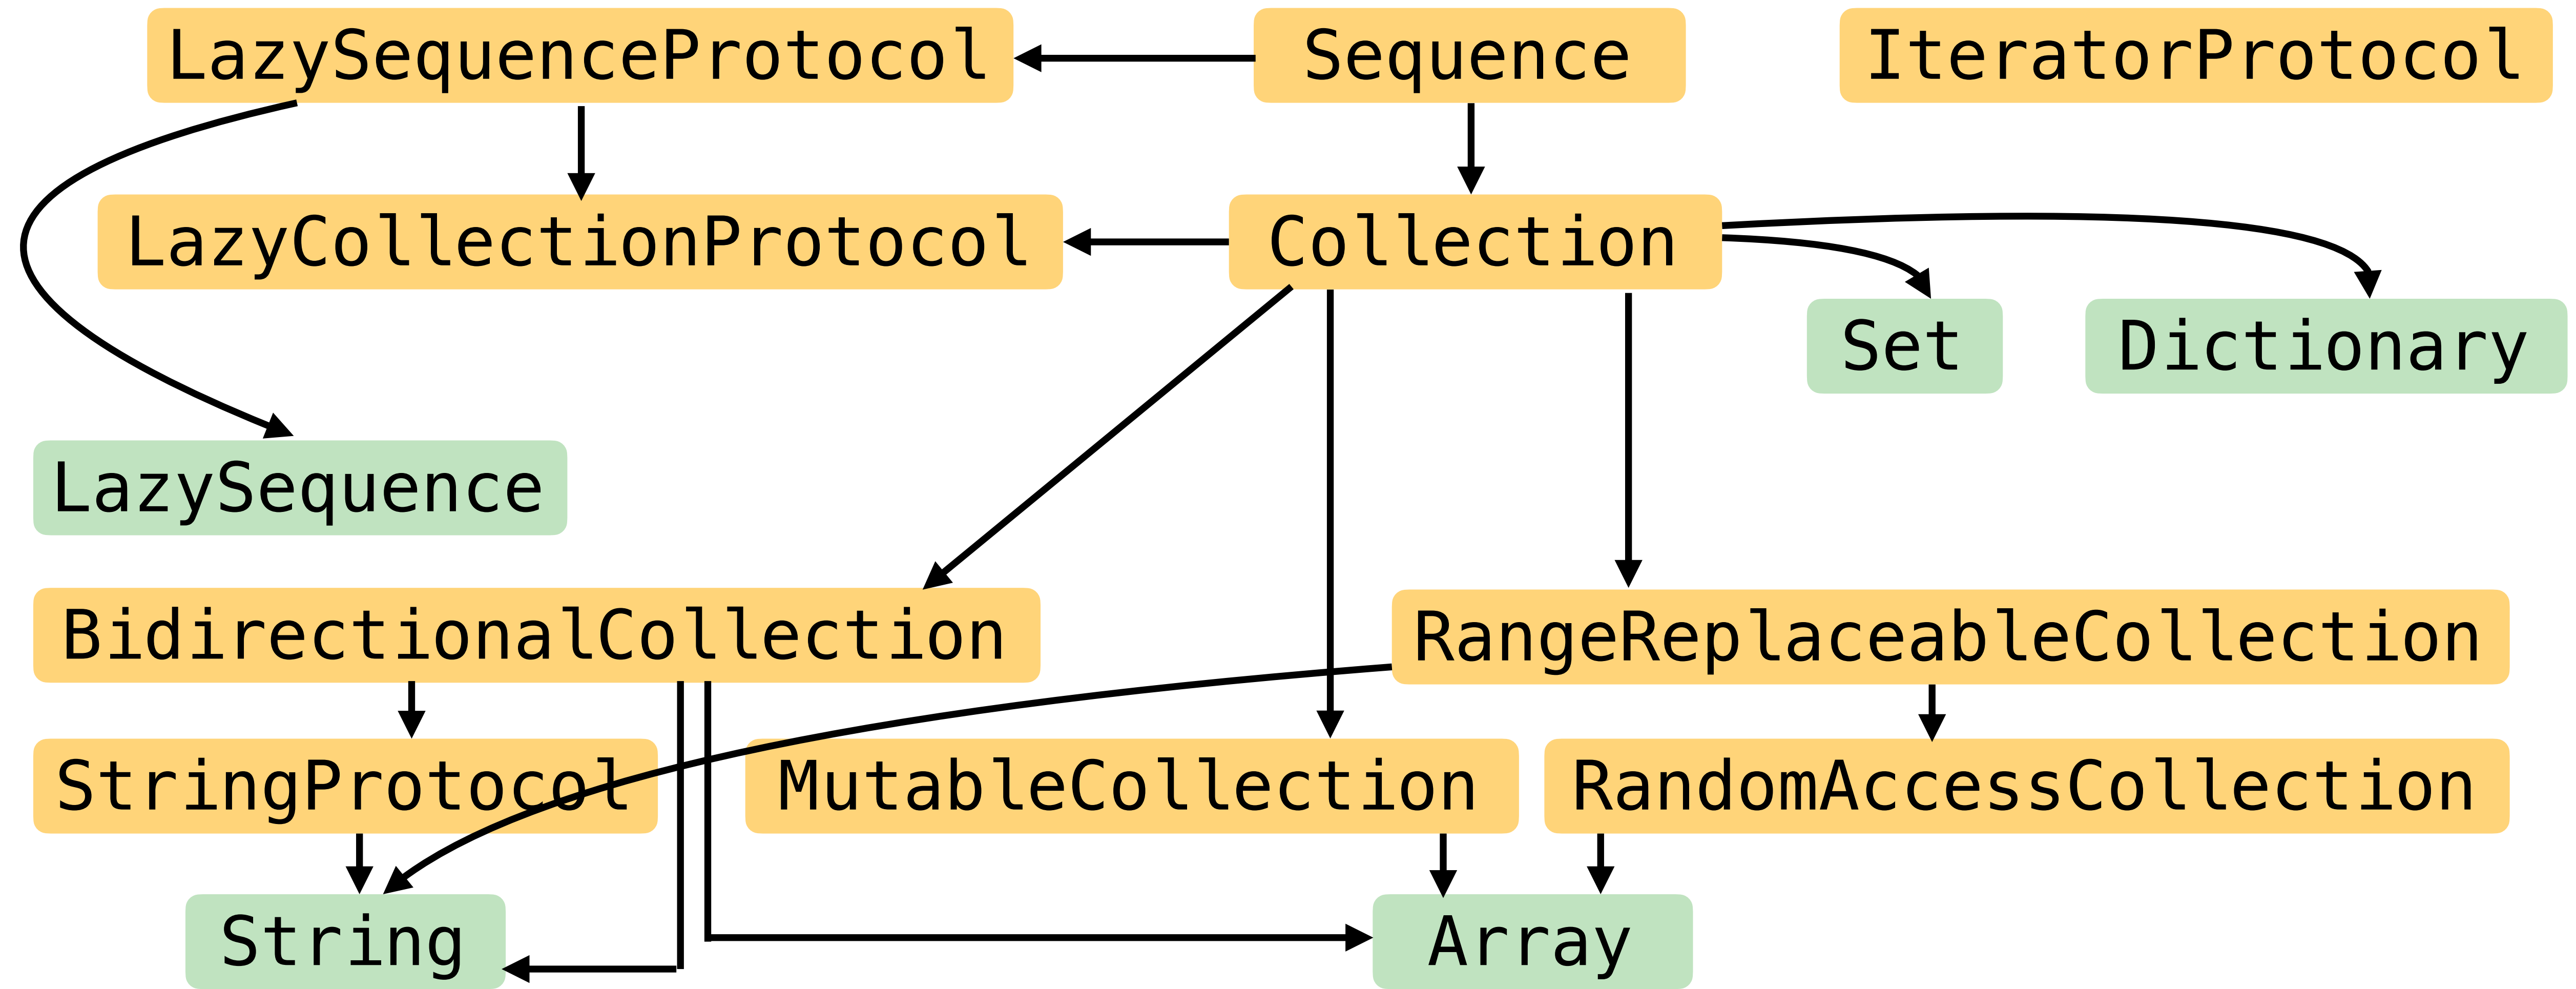 LazySequenceProtocol
Sequence
IteratorProtocol
LazyCollectionProtocol
Collection
Set
Dictionary
LazySequence
BidirectionalCollection
RangeReplaceableCollection
StringProtocol
MutableCollection
RandomAccessCollection
String
Array